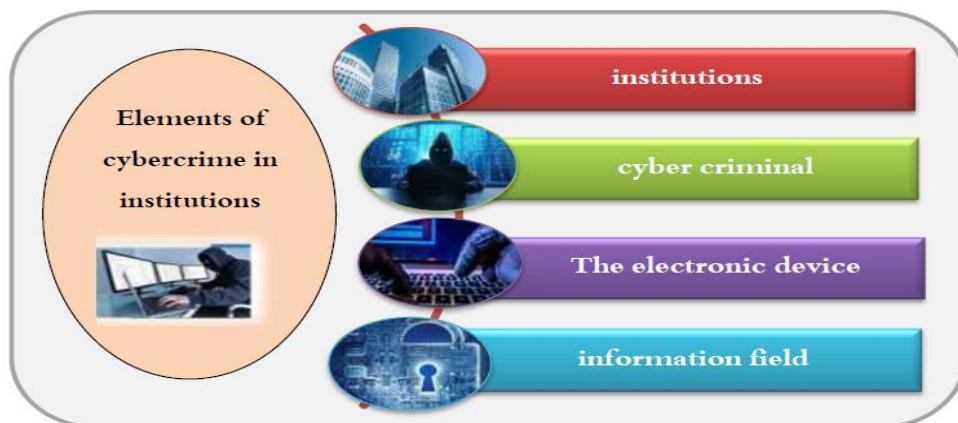 Elements of
cybercrime in
institutions
institutions
cyber criminal
The electronic device
information field